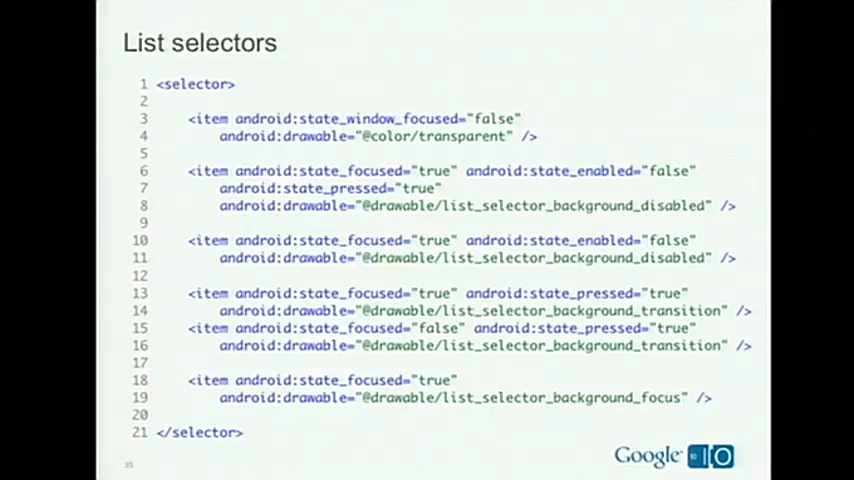 List selectors
1 <selector>
2
3 <item android:state_window_focused="false"
4 android:drawable="@color/transparent" />
5
6 <item android:state_focused="true" android:state_enabled="false"
7 android:state_pressed="true"
8 android:drawable="@drawable/list_selector_background_disabled" />
9
10 <item android:state_focused="true" android:state_enabled="false"
11 android:drawable="@drawable/list_selector_background_disabled" />
12
13 <item android:state_focused="true" android:state_pressed="true"
14 android:drawable="@drawable/list_selector_background_transition" />
15 <item android:state_focused="false" android:state_pressed="true"
16 android:drawable="@drawable/list_selector_background_transition" />
17
18 <item android:state_focused="true"
19 android:drawable="@drawable/list_selector_background_focus" />
20
21 </selector>
Google 10 IO
35